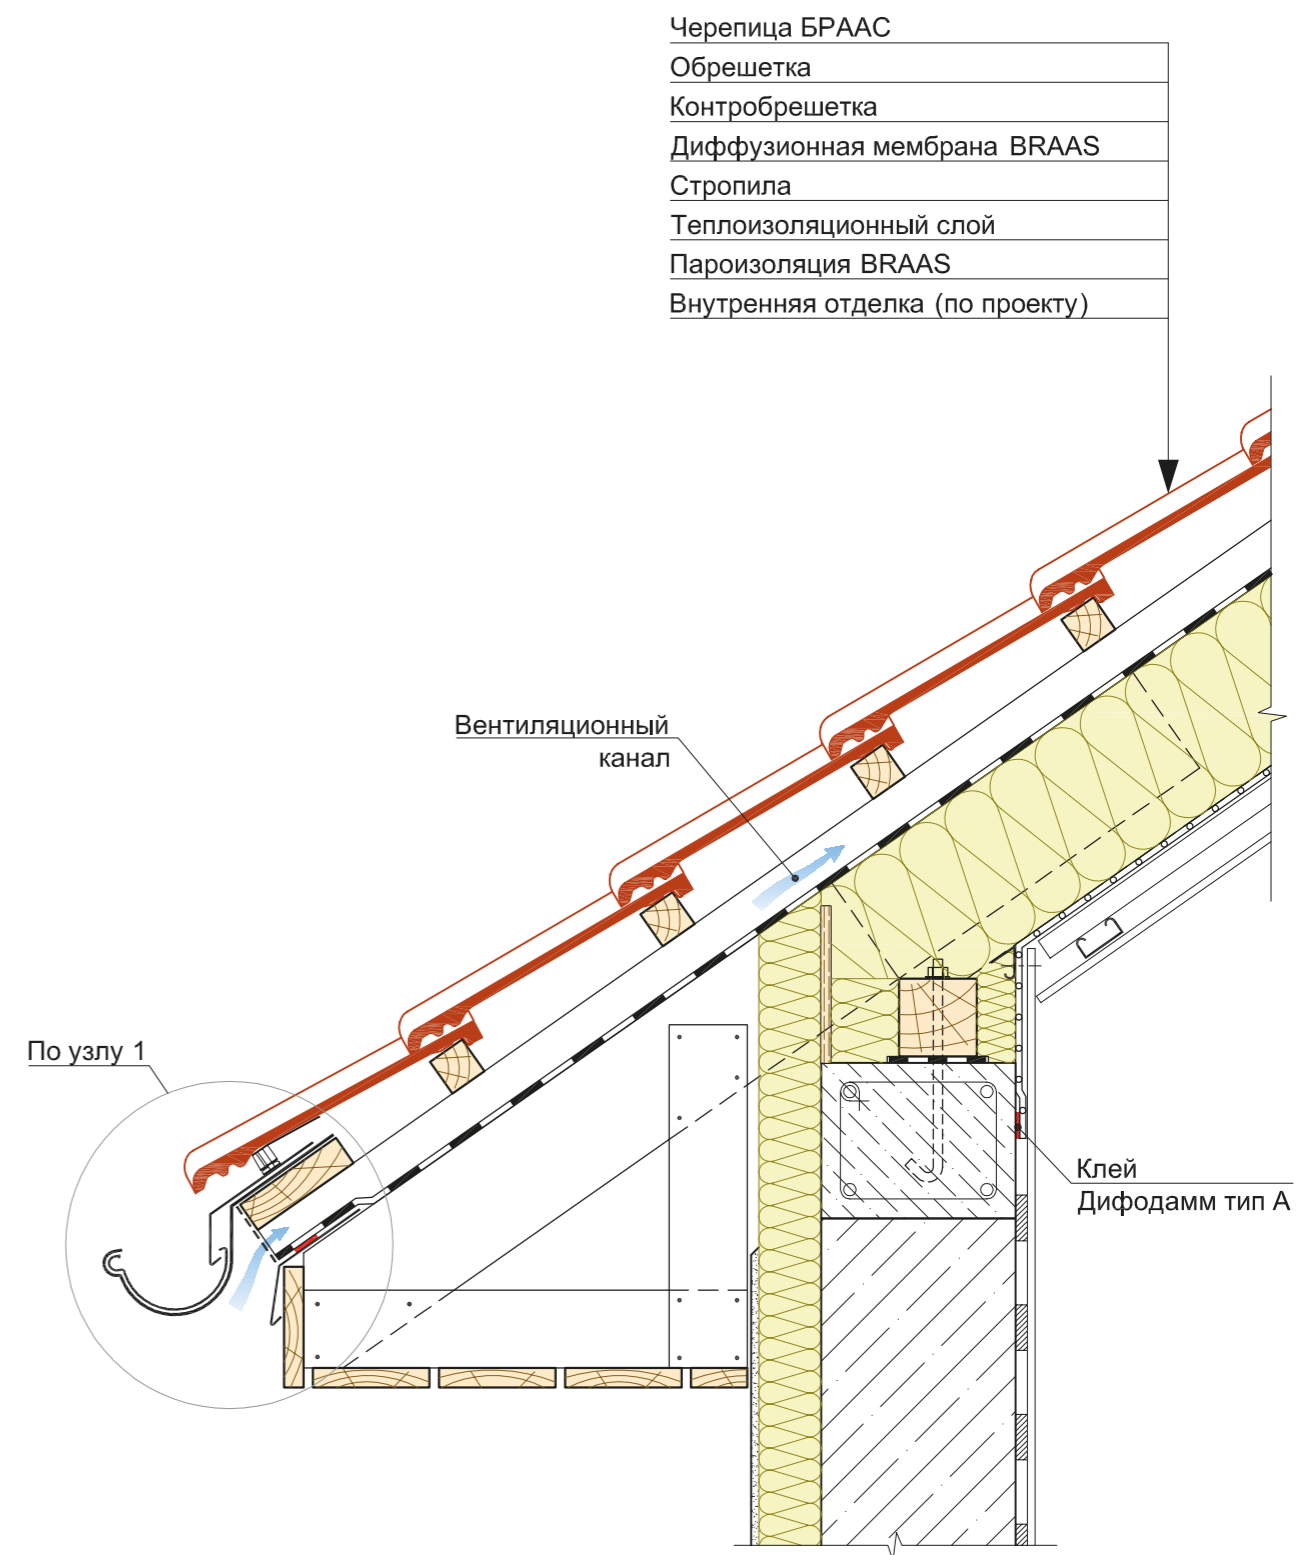 Черепица БРААС
Обрешетка
Контробрешетка
Диффузионная мембрана BRAAS
Стропила
Теплоизоляционный слой
Пароизоляция BRAAS
Внутренняя отделка (по проекту)
Вентиляционный
канал
По узлу 1
Клей
Дифодамм тип А